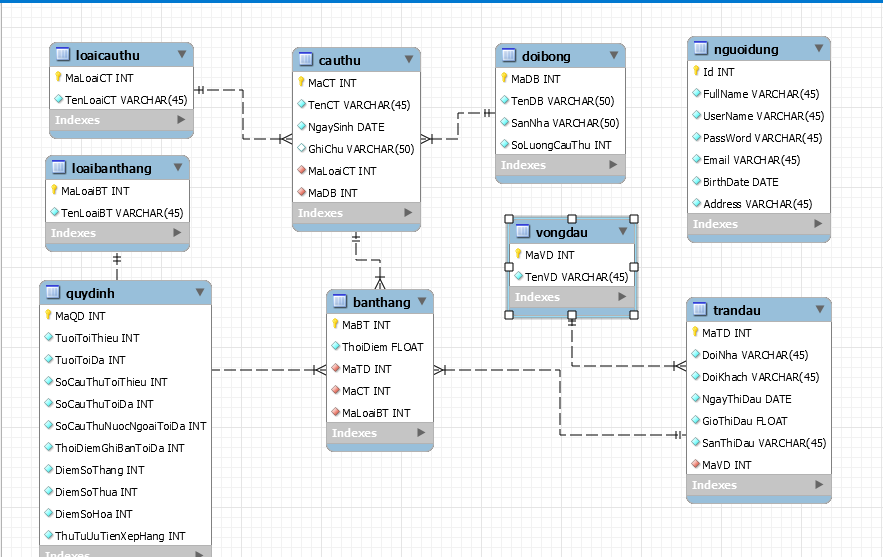 loaicauthu
MaLoaiCT INT
TenLoaiCT VARCHAR(45)
Indexes
cauthu
MaCT INT
TenCT VARCHAR(45)
NgaySinh DATE
GhiChu VARCHAR(50)
MaLoaiCT INT
MaDB INT
Indexes
doibong
MaDB INT
TenDB VARCHAR(50)
SanNha VARCHAR(50)
SoLuongCauThu INT
Indexes
nguoidung
Id INT
FullName VARCHAR(45)
UserName VARCHAR(45)
PassWord VARCHAR(45)
Email VARCHAR(45)
BirthDate DATE
Address VARCHAR(45)
Indexes
loaibanthang
MaLoaiBT INT
TenLoaiBT VARCHAR(45)
Indexes
vongdau
MaVD INT
TenVD VARCHAR(45)
Indexes
quydinh
MaQD INT
TuoiToiThieu INT
TuoiToiDa INT
SoCauThuToiThieu INT
SoCauThuToiDa INT
SoCauThuNuocNgoaiToiDa INT
ThoiDiemGhiBanToiDa INT
DiemSoThang INT
DiemSoThua INT
DiemSoHoa INT
ThuTuUuTienXepHang INT
Indexes
banthang
MaBT INT
ThoiDiem FLOAT
MaTD INT
MaCT INT
MaLoaiBT INT
Indexes
trandau
MaTD INT
DoiNha VARCHAR(45)
DoiKhach VARCHAR(45)
NgayThiDau DATE
GioThiDau FLOAT
SanThiDau VARCHAR(45)
MaVD INT
Indexes